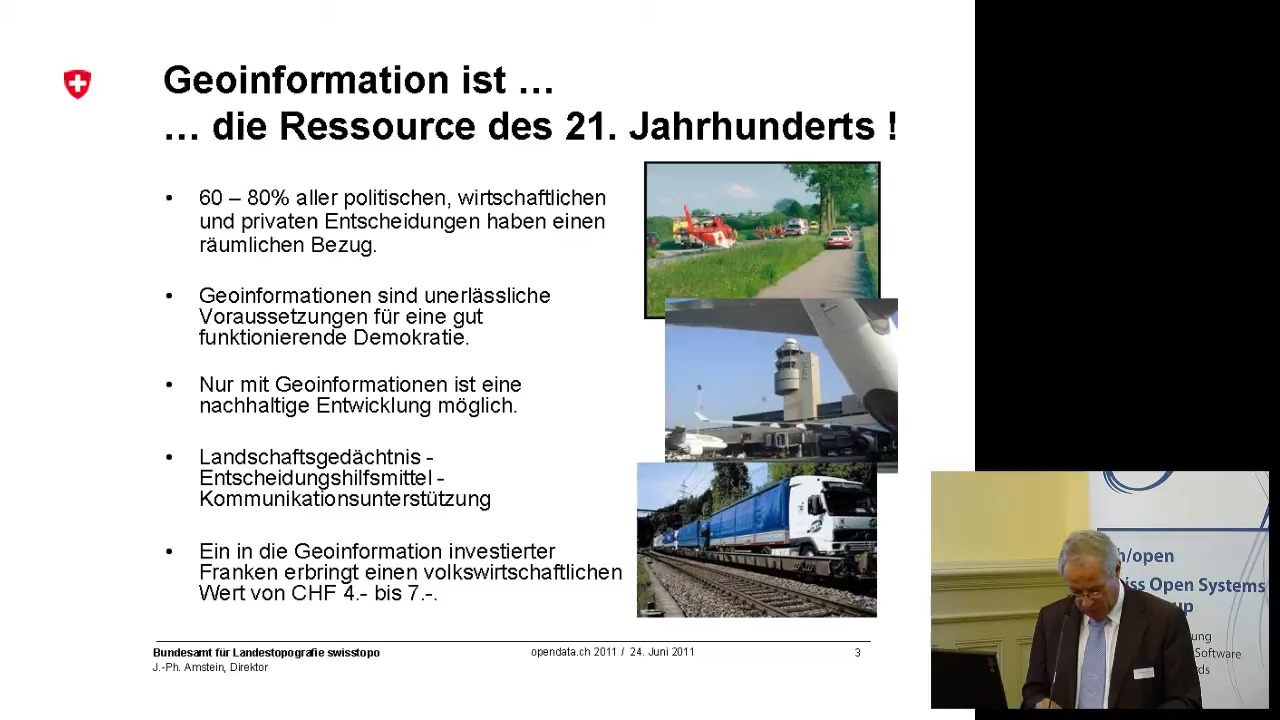 Geoinformation ist …
… die Ressource des 21. Jahrhunderts !
• 60 – 80% aller politischen, wirtschaftlichen
und privaten Entscheidungen haben einen
räumlichen Bezug.
• Geoinformationen sind unerlässliche
Voraussetzungen für eine gut
funktionierende Demokratie.
• Nur mit Geoinformationen ist eine
nachhaltige Entwicklung möglich.
• Landschaftsgedächtnis -
Entscheidungshilfsmittel -
Kommunikationsunterstützung
• Ein in die Geoinformation investierter
Franken erbringt einen volkswirtschaftlichen
Wert von CHF 4.- bis 7.-.
Bundesamt für Landestopografie swisstopo
J.-Ph. Amstein, Direktor
opendata.ch 2011 / 24. Juni 2011
3
h/open
iss Open Systems
up
ung
Software
rds